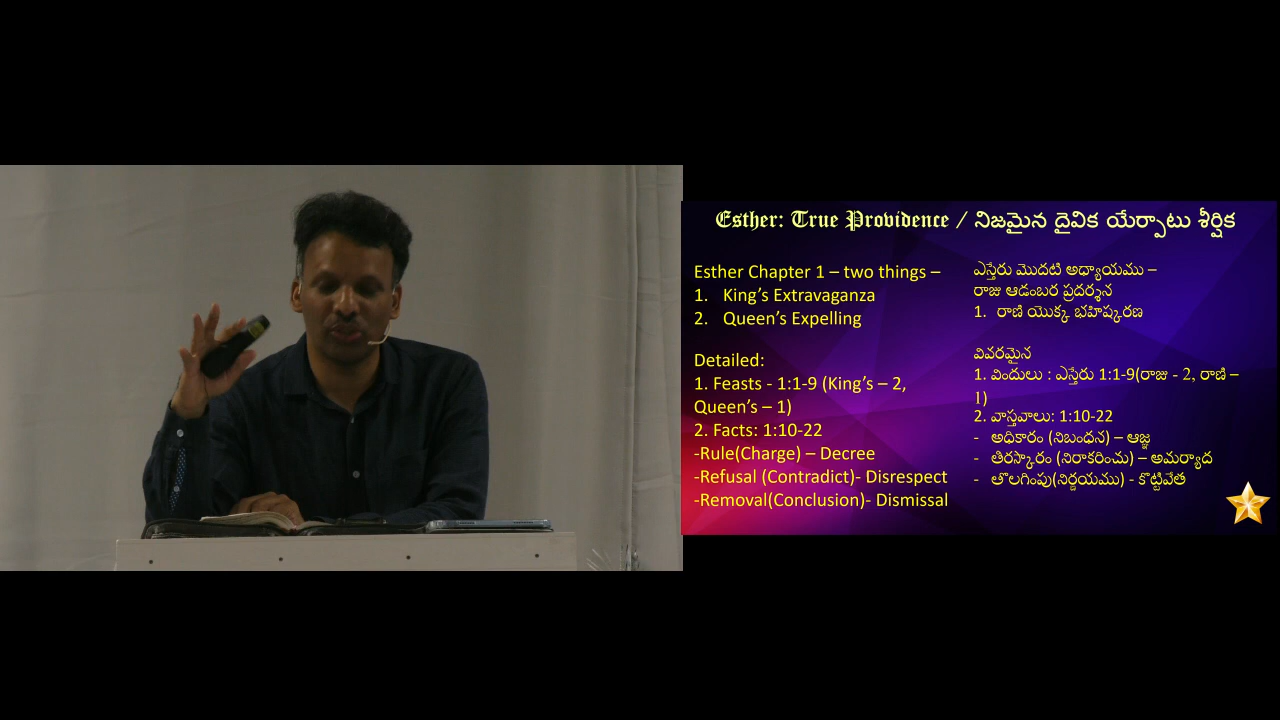 Esther: True Providence / నిజమైన దైవిక యేర్పాటు శీర్షిక
Esther Chapter 1 – two things –
1. King's Extravaganza
2. Queen's Expelling
Detailed:
1. Feasts - 1:1-9 (King's – 2,
Queen's – 1)
2. Facts: 1:10-22
-Rule(Charge) – Decree
-Refusal (Contradict)- Disrespect
-Removal(Conclusion)- Dismissal
ఎస్తేరు మొదటి అధ్యాయము –
రాజు ఆడంబర ప్రదర్శన
1. రాణి యొక్క భహిష్కరణ
వివరమైన
1. విందులు : ఎస్తేరు 1:1-9(రాజు - 2, రాణి –
1)
2. వాస్తవాలు: 1:10-22
- అధికారం (నిబంధన) – ఆజ్ఞ
- తిరస్కారం (నిరాకరించు) – అమర్యాద
- తొలగింపు(నిర్ణయము) - కొట్టివేత